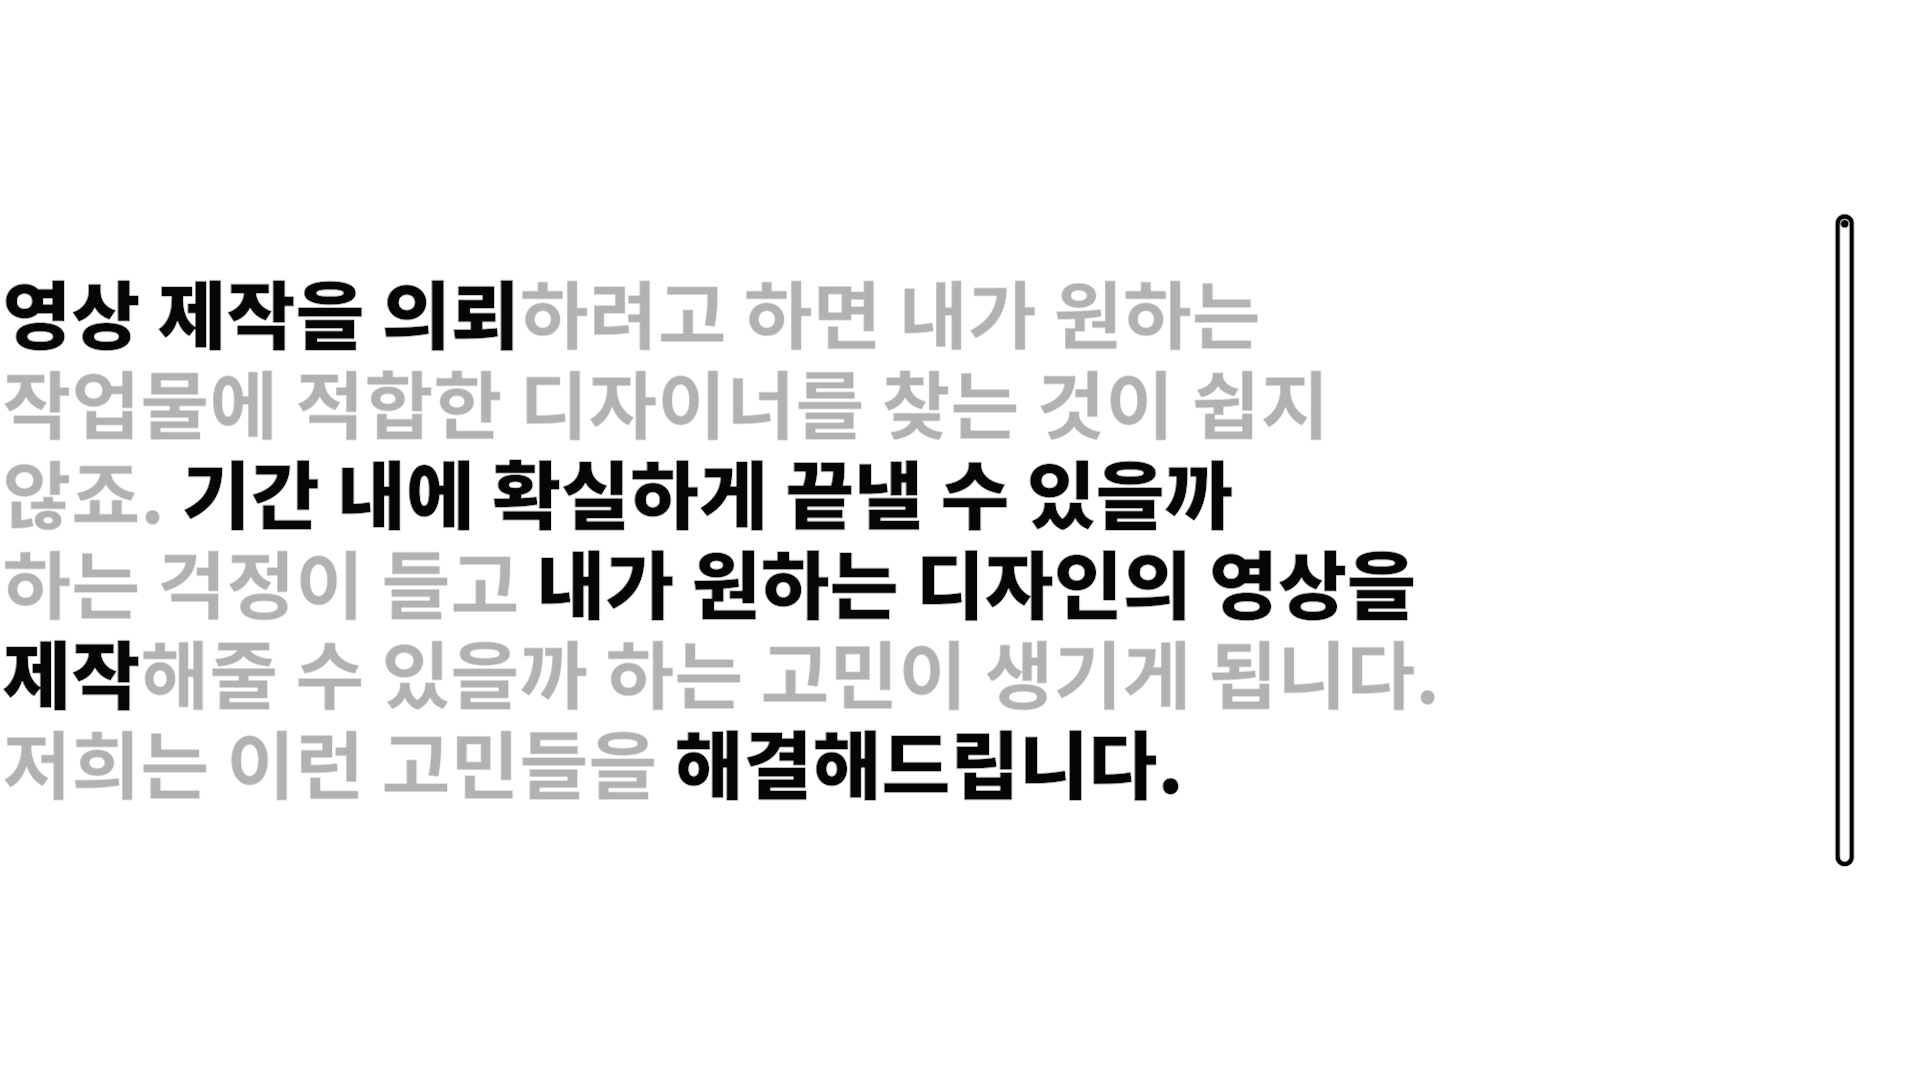 영상 제작을 의뢰하려고 하면 내가 원하는
작업물에 적합한 디자이너를 찾는 것이 쉽지
않죠. 기간 내에 확실하게 끝낼 수 있을까
하는 걱정이 들고 내가 원하는 디자인의 영상을
제작해줄 수 있을까 하는 고민이 생기게 됩니다.
저희는 이런 고민들을 해결해드립니다.